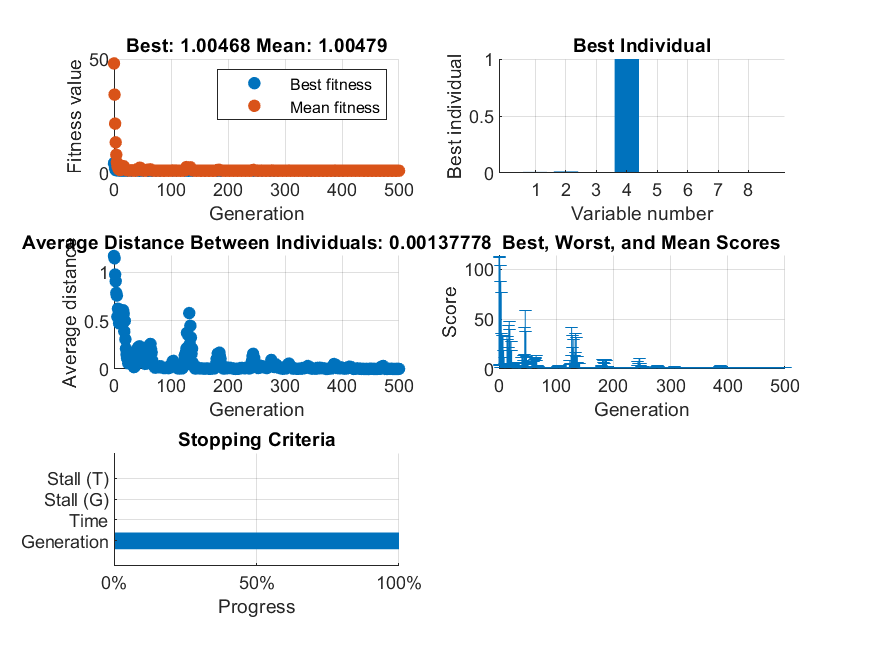 Best: 1.00468 Mean: 1.00479
Fitness value
50
0
Best fitness
Mean fitness
0 100 200 300 400 500
Generation
Best Individual
Best individual
1
0.5
0
1 2 3 4 5 6 7 8
Variable number
Average Distance Between Individuals: 0.00137778
Average distance
1
0.5
0
0 100 200 300 400 500
Generation
Best, Worst, and Mean Scores
Score
100
50
0
0 100 200 300 400 500
Generation
Stopping Criteria
Stall (T)
Stall (G)
Time
Generation
0% 50% 100%
Progress